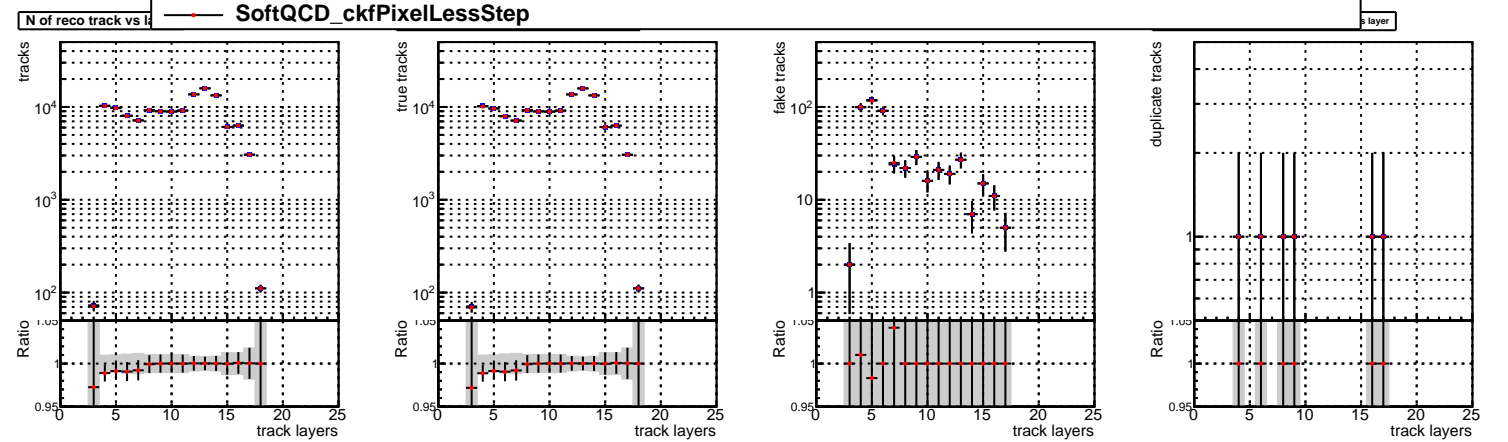 SoftQCD_ckfPixelLessStep
N of reco track vs la
s layer
tracks
10⁴
10³
10²
Ratio
1.05
1
0.95
0 5 10 15 20 25
track layers
true tracks
10⁴
10³
10²
Ratio
1.05
1
0.95
0 5 10 15 20 25
track layers
fake tracks
10²
10
1
Ratio
1.05
1
0.95
0 5 10 15 20 25
track layers
duplicate tracks
1
Ratio
1.05
1
0.95
0 5 10 15 20 25
track layers